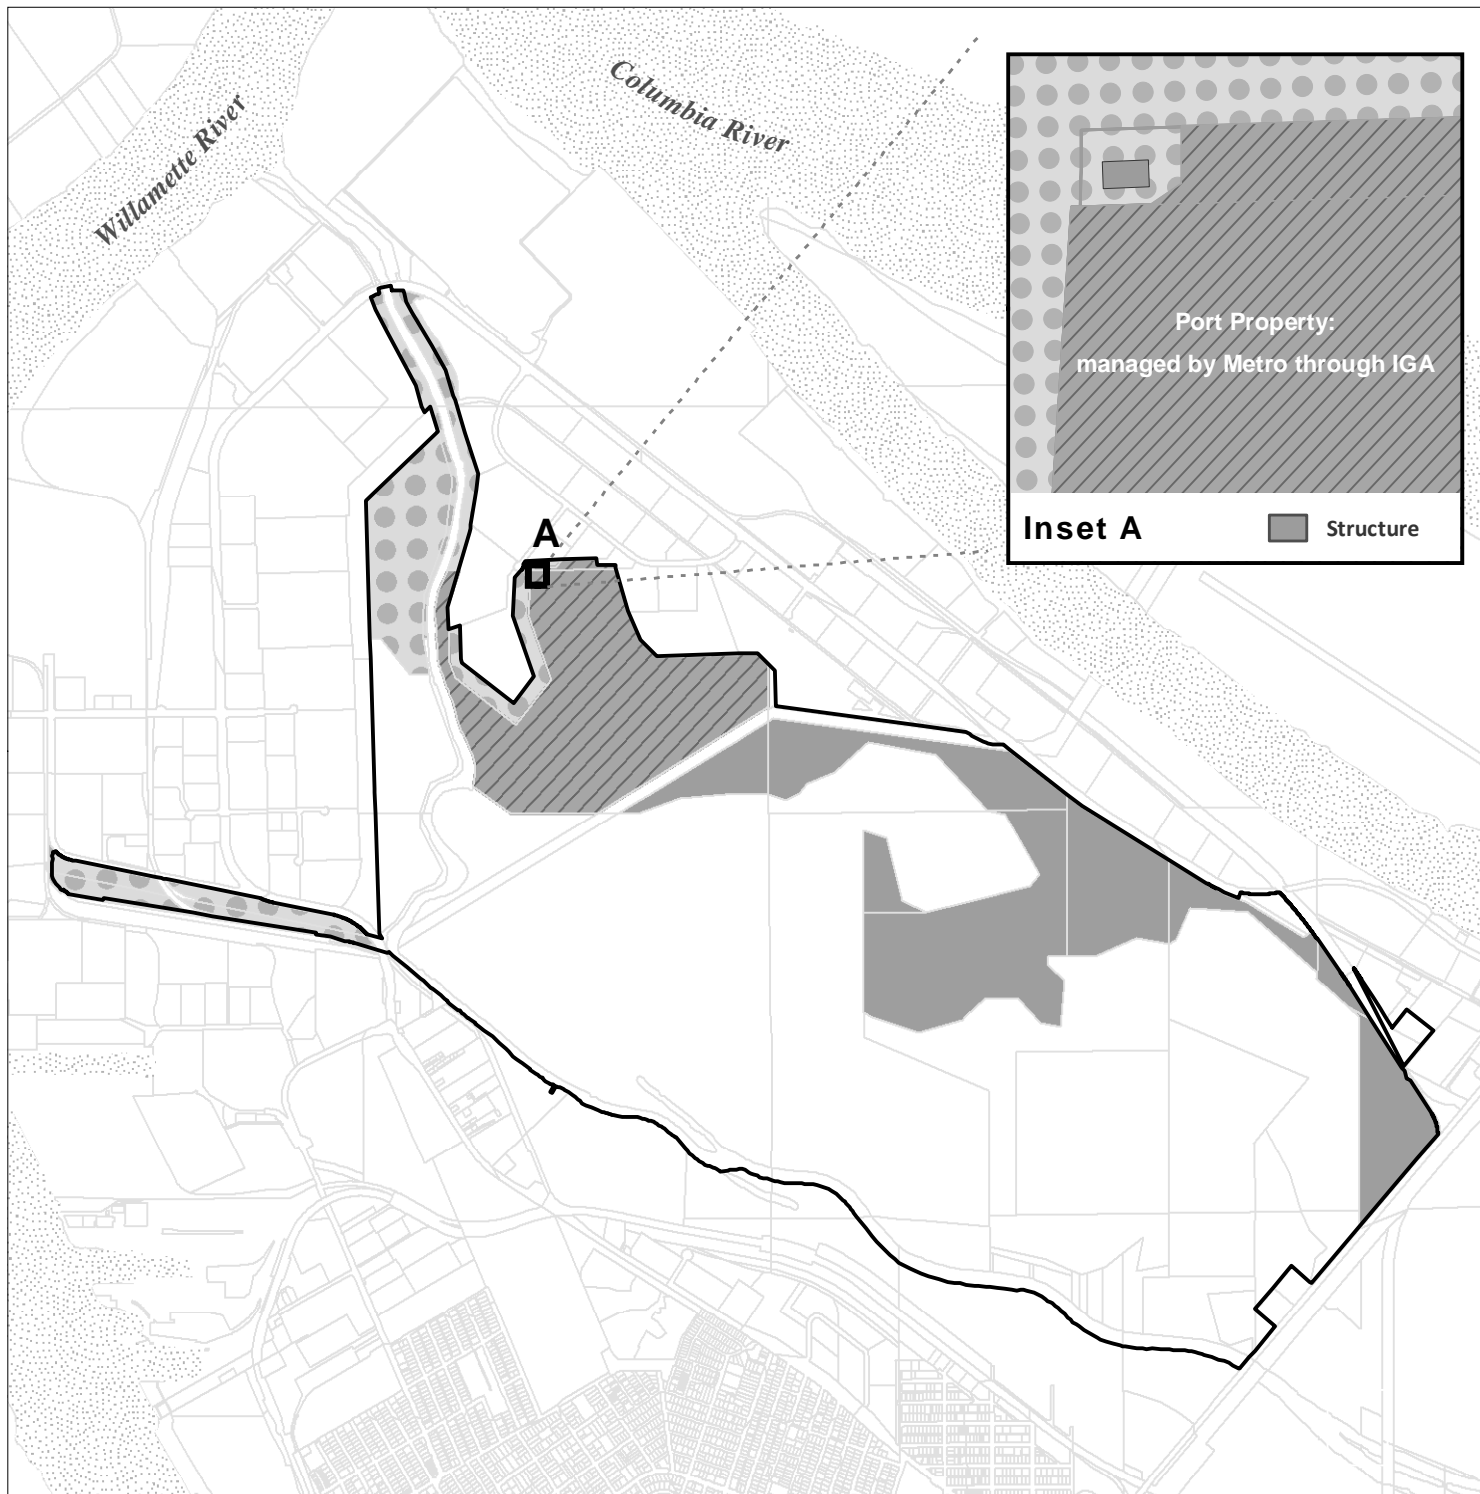 Willamette River
Columbia River
Port Property:
managed by Metro through IGA
Inset A
Structure
A